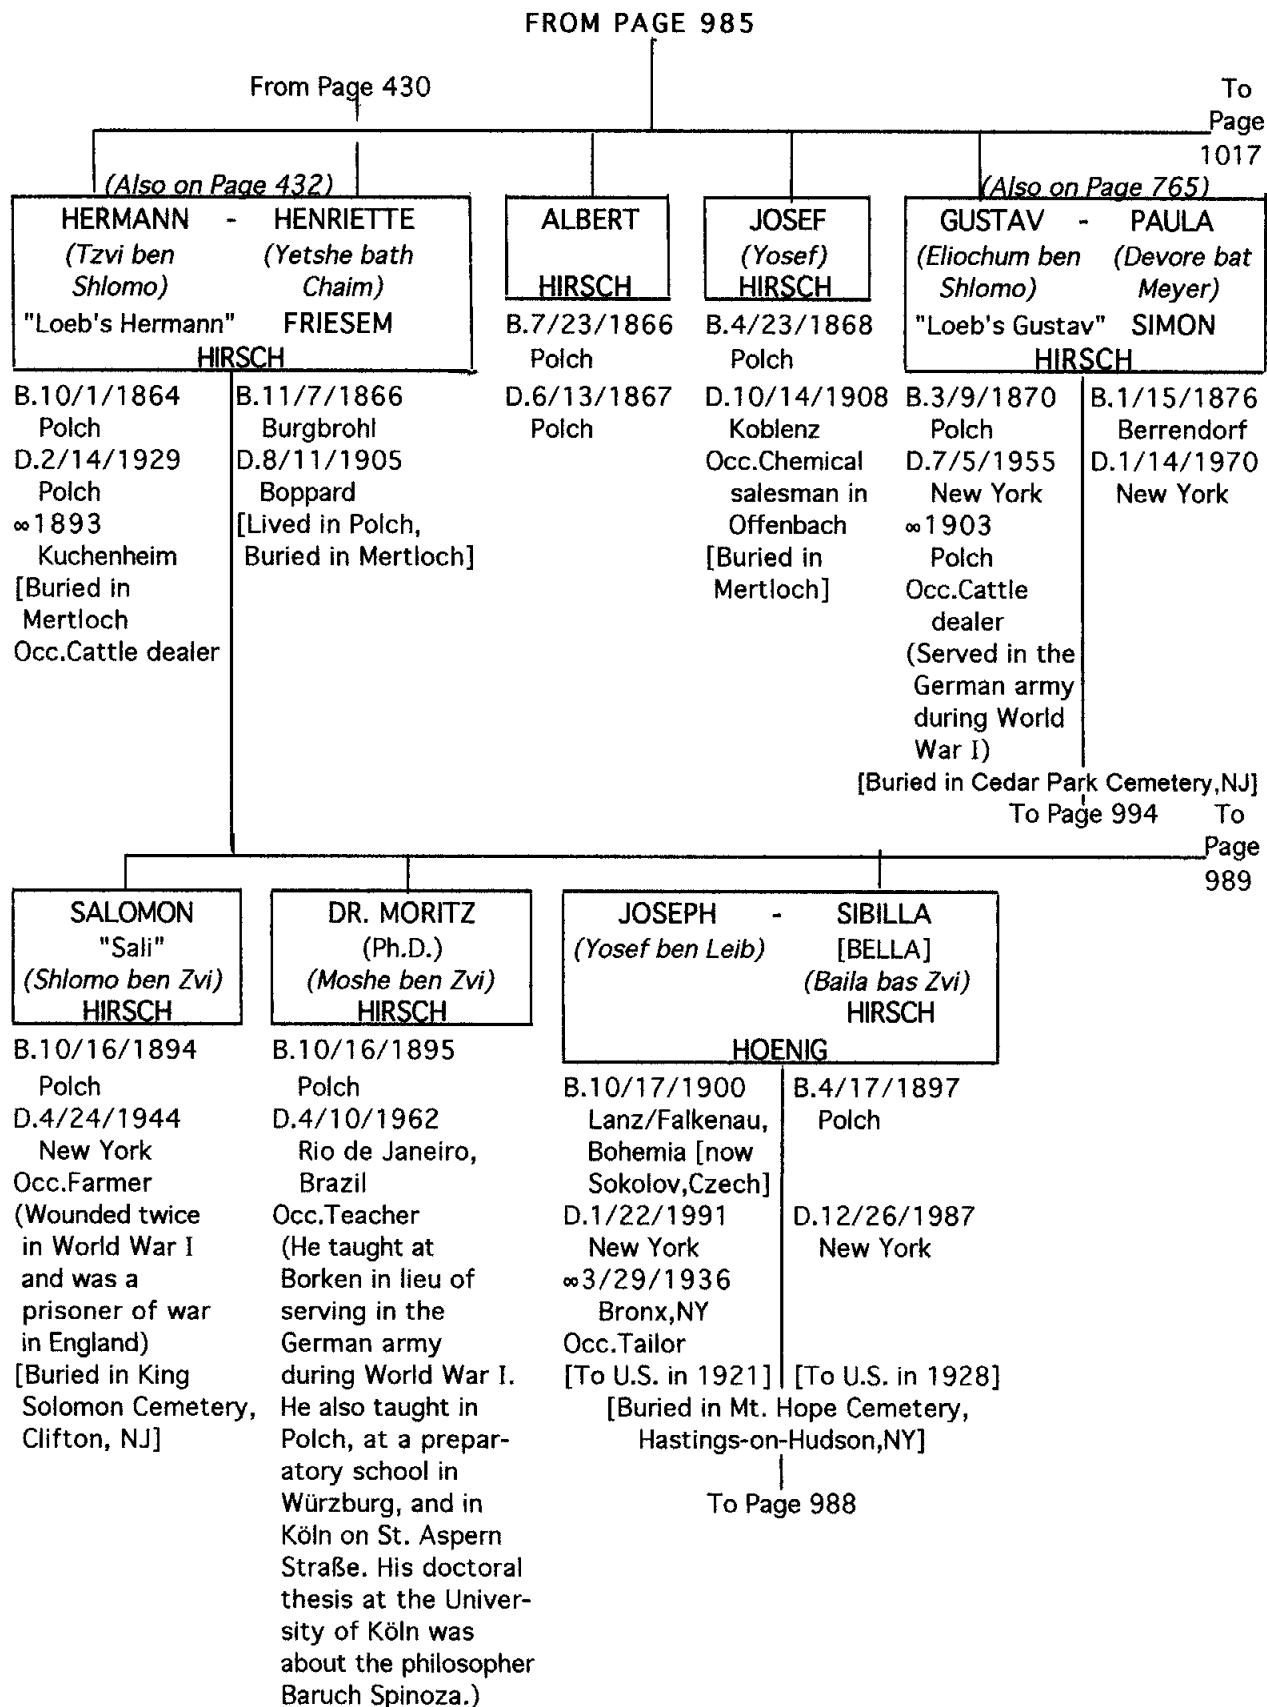 FROM PAGE 985
From Page 430
To
Page
1017
(Also on Page 432)
HERMANN - HENRIETTE
(Tzvi ben (Yetshe bath
Shlomo) Chaim)
"Loeb's Hermann" FRIESEM
HIRSCH
B.10/1/1864
Polch
D.2/14/1929
Polch
∞1893
Kuchenheim
[Buried in
Mertloch
Occ.Cattle dealer
B.11/7/1866
Burgbrohl
D.8/11/1905
Boppard
[Lived in Polch,
Buried in Mertloch]
ALBERT
HIRSCH
B.7/23/1866
Polch
D.6/13/1867
Polch
JOSEF
(Yosef)
HIRSCH
B.4/23/1868
Polch
D.10/14/1908
Koblenz
Occ.Chemical
salesman in
Offenbach
[Buried in
Mertloch]
(Also on Page 765)
GUSTAV - PAULA
(Eliochum ben (Devore bat
Shlomo) Meyer)
"Loeb's Gustav" SIMON
HIRSCH
B.3/9/1870
Polch
D.7/5/1955
New York
∞1903
Polch
Occ.Cattle
dealer
(Served in the
German army
during World
War I)
B.1/15/1876
Berrendorf
D.1/14/1970
New York
[Buried in Cedar Park Cemetery,NJ]
To Page 994
To
Page
989
SALOMON
"Sali"
(Shlomo ben Zvi)
HIRSCH
B.10/16/1894
Polch
D.4/24/1944
New York
Occ.Farmer
(Wounded twice
in World War I
and was a
prisoner of war
in England)
[Buried in King
Solomon Cemetery,
Clifton, NJ]
DR. MORITZ
(Ph.D.)
(Moshe ben Zvi)
HIRSCH
B.10/16/1895
Polch
D.4/10/1962
Rio de Janeiro,
Brazil
Occ.Teacher
(He taught at
Borken in lieu of
serving in the
German army
during World War I.
He also taught in
Polch, at a prepar-
atory school in
Würzburg, and in
Köln on St. Aspern
Straße. His doctoral
thesis at the Univer-
sity of Köln was
about the philosopher
Baruch Spinoza.)
JOSEPH - SIBILLA
(Yosef ben Leib) [BELLA]
(Baila bas Zvi)
HIRSCH
HOENIG
B.10/17/1900
Lanz/Falkenau,
Bohemia [now
Sokolov,Czech]
D.1/22/1991
New York
∞3/29/1936
Bronx,NY
Occ.Tailor
[To U.S. in 1921]
B.4/17/1897
Polch
D.12/26/1987
New York
[To U.S. in 1928]
[Buried in Mt. Hope Cemetery,
Hastings-on-Hudson,NY]
To Page 988